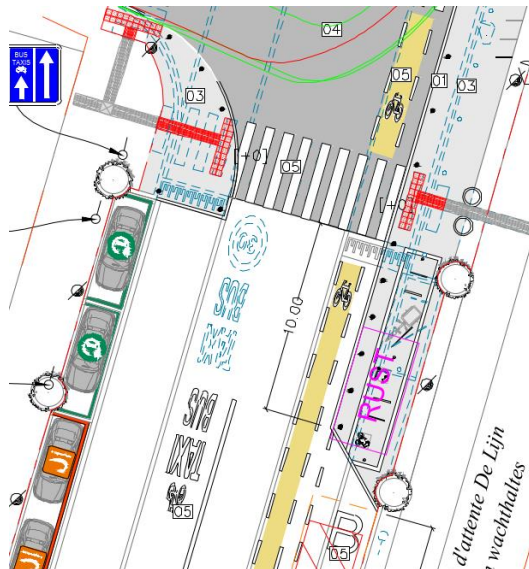 BUS
TAXIS
04
05
01
03
03
05
[+0]
[+0]
BUS
TAXI
10.00
RUST
BUS
TAXI
05
05
B
d'attente De Lijn
wachthaltes